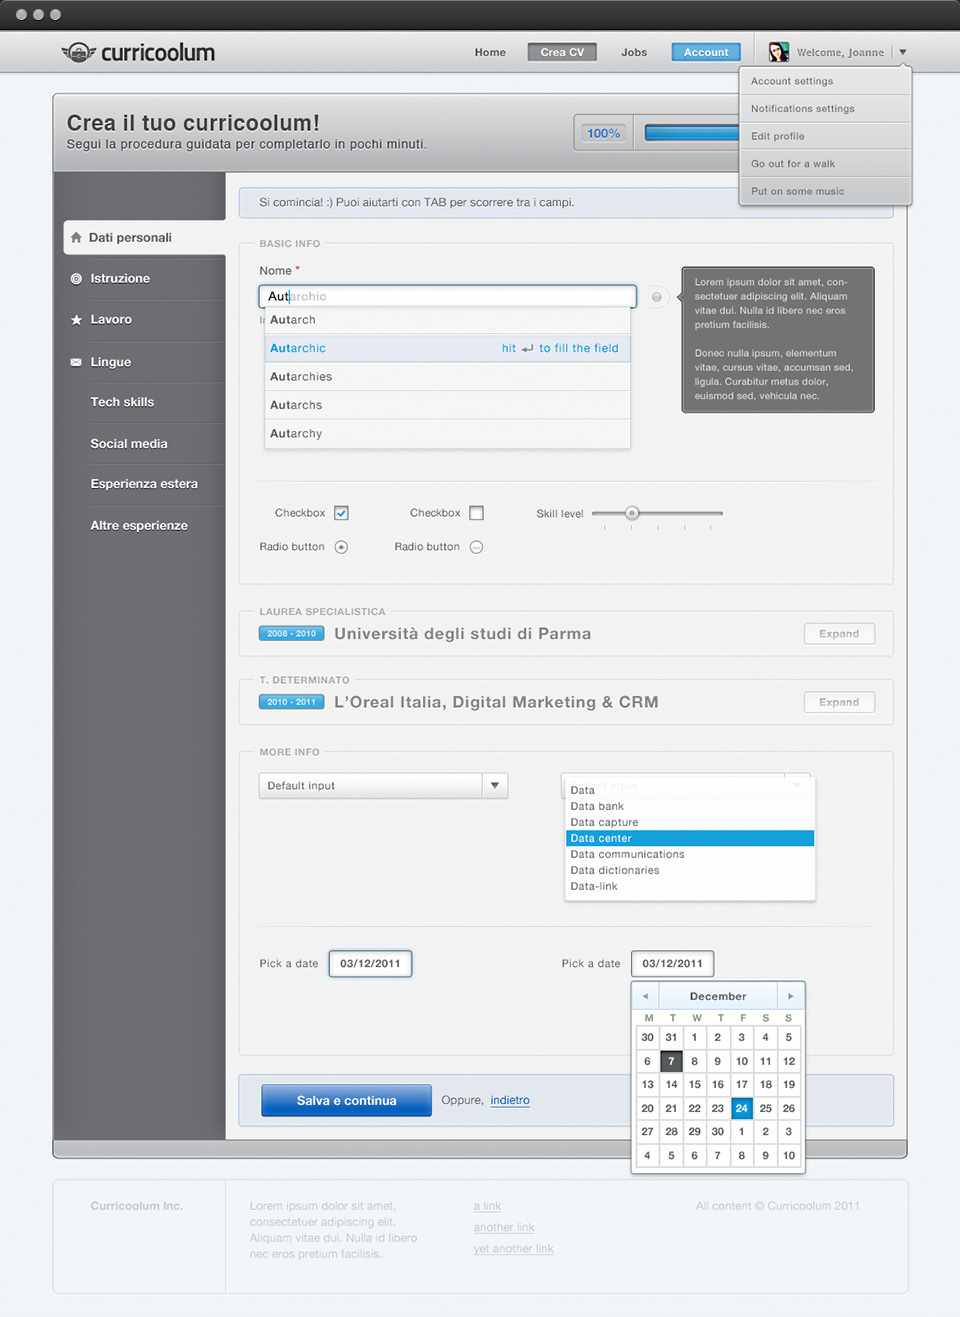 curricoolum
Home
Crea CV
Jobs
Account
Welcome, Joanne
Account settings
Notifications settings
Edit profile
Go out for a walk
Put on some music
Crea il tuo curricoolum!
Segui la procedura guidata per completarlo in pochi minuti.
100%
Dati personali
Istruzione
Lavoro
Lingue
Tech skills
Social media
Esperienza estera
Altre esperienze
Si comincia! :) Puoi aiutarti con TAB per scorrere tra i campi.
BASIC INFO
Nome *
Autarchic
Autarch
Autarchic
hit ↵ to fill the field
Autarchies
Autarchs
Autarchy
Lorem ipsum dolor sit amet, con-
sectetuer adipiscing elit. Aliquam
vitae dui. Nulla id libero nec eros
pretium facilisis.
Donec nulla ipsum, elementum
vitae, cursus vitae, accumsan sed,
ligula. Curabitur metus dolor,
euismod sed, vehicula nec.
Checkbox
Checkbox
Skill level
Radio button
Radio button
LAUREA SPECIALISTICA
2008 - 2010
Università degli studi di Parma
Expand
T. DETERMINATO
2010 - 2011
L'Oreal Italia, Digital Marketing & CRM
Expand
MORE INFO
Default input
Data
Data bank
Data capture
Data center
Data communications
Data dictionaries
Data-link
Pick a date
03/12/2011
Pick a date
03/12/2011
December
M T W T F S S
30 31 1 2 3 4 5
6 7 8 9 10 11 12
13 14 15 16 17 18 19
20 21 22 23 24 25 26
27 28 29 30 1 2 3
4 5 6 7 8 9 10
Salva e continua
Oppure, indietro
Curricoolum Inc.
Lorem ipsum dolor sit amet,
consectetuer adipiscing elit.
Aliquam vitae dui. Nulla id libero
nec eros pretium facilisis.
a link
another link
yet another link
All content © Curricoolum 2011